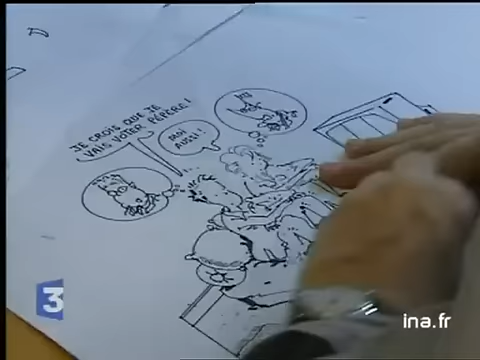 JE CROIS QUE JE
VAIS VOTER PÉPÈRE!
MOI
AUSSI!
3
ina.fr